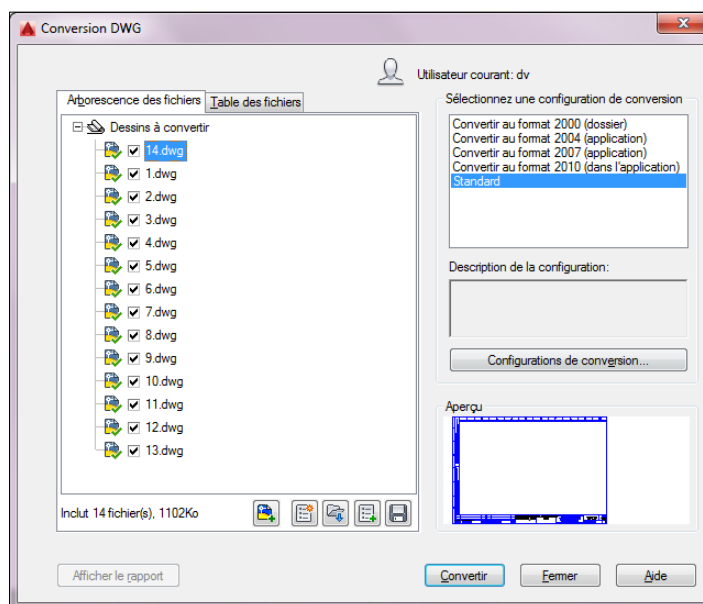 Conversion DWG
Utilisateur courant: dv
Arborescence des fichiers
Table des fichiers
Dessins à convertir
14.dwg
1.dwg
2.dwg
3.dwg
4.dwg
5.dwg
6.dwg
7.dwg
8.dwg
9.dwg
10.dwg
11.dwg
12.dwg
13.dwg
Inclut 14 fichier(s), 1102Ko
Sélectionnez une configuration de conversion
Convertir au format 2000 (dossier)
Convertir au format 2004 (application)
Convertir au format 2007 (application)
Convertir au format 2010 (dans l'application)
Standard
Description de la configuration:
Configurations de conversion...
Aperçu
Afficher le rapport
Convertir
Fermer
Aide